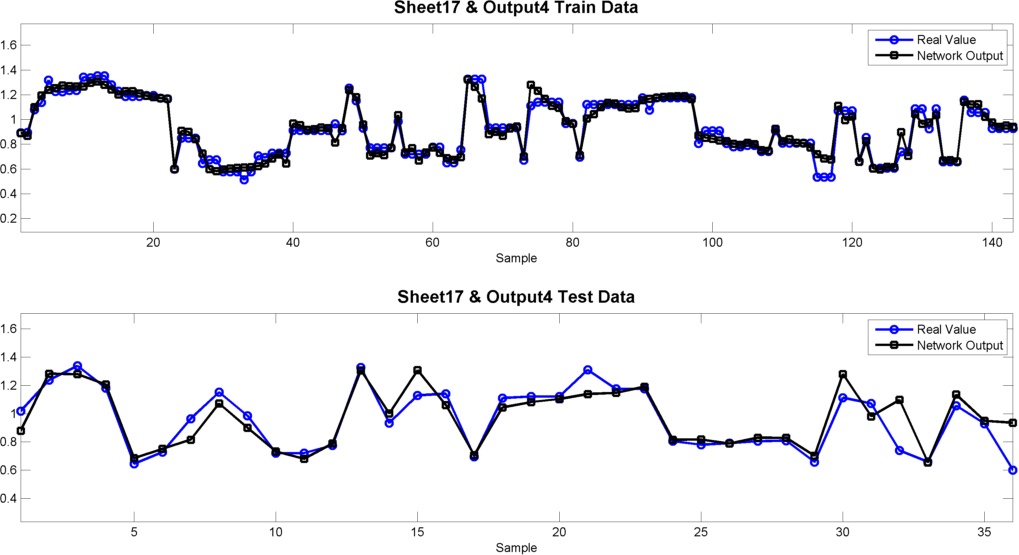 Sheet17 & Output4 Train Data
1.6
1.4
1.2
1
0.8
0.6
0.4
0.2
Real Value
Network Output
20 40 60 80 100 120 140
Sample
Sheet17 & Output4 Test Data
1.6
1.4
1.2
1
0.8
0.6
0.4
Real Value
Network Output
5 10 15 20 25 30 35
Sample